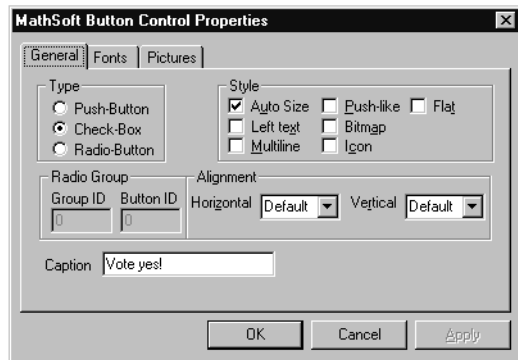 MathSoft Button Control Properties
General Fonts Pictures
Type
Push-Button
Check-Box
Radio-Button
Style
Auto Size Push-like Flat
Left text Bitmap
Multiline Icon
Radio Group
Group ID Button ID
0 0
Alignment
Horizontal Default Vertical Default
Caption Vote yes!
OK Cancel Apply